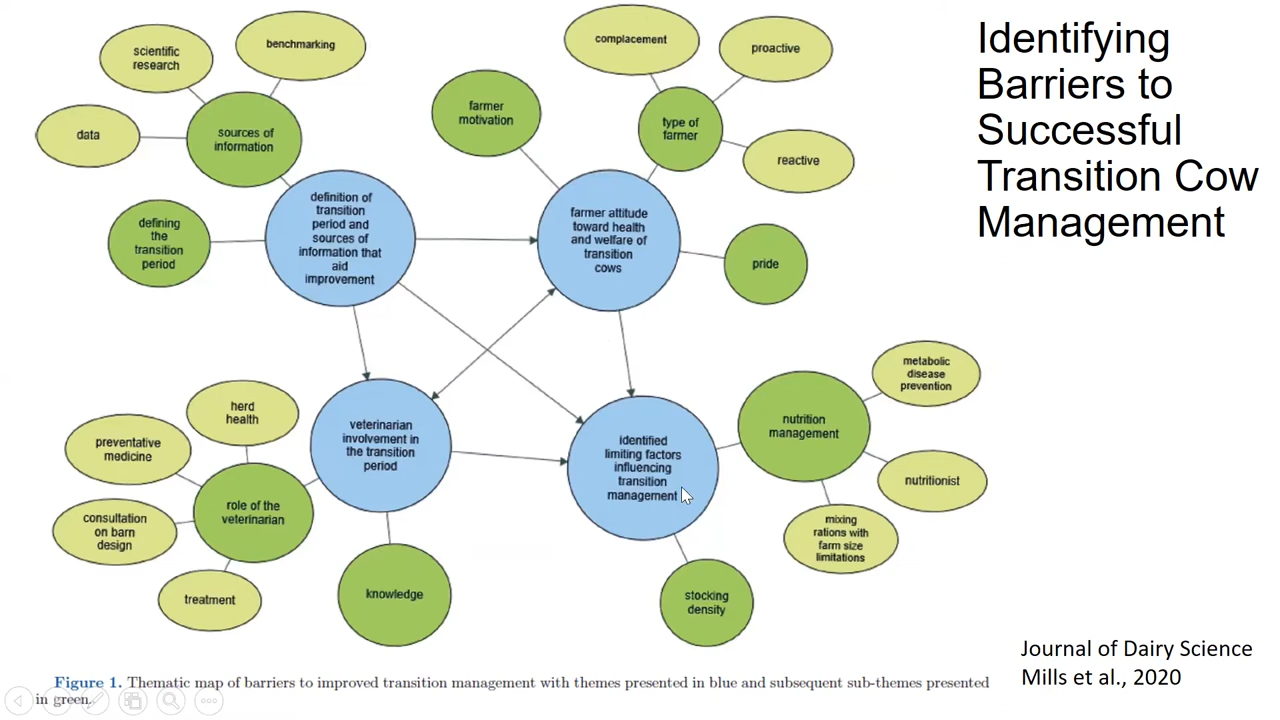 Identifying
Barriers to
Successful
Transition Cow
Management
scientific
research
benchmarking
data
sources of
information
defining
the
transition
period
definition of
transition
period and
sources of
information that
aid
improvement
farmer
motivation
complacement
proactive
type of
farmer
reactive
farmer attitude
toward health
and welfare of
transition
cows
pride
herd
health
preventative
medicine
consultation
on barn
design
treatment
role of the
veterinarian
veterinarian
involvement in
the transition
period
knowledge
identified
limiting factors
influencing
transition
management
nutrition
management
metabolic
disease
prevention
nutritionist
mixing
rations with
farm size
limitations
stocking
density
Journal of Dairy Science
Mills et al., 2020
Figure 1. Thematic map of barriers to improved transition management with themes presented in blue and subsequent sub-themes presented
in green.